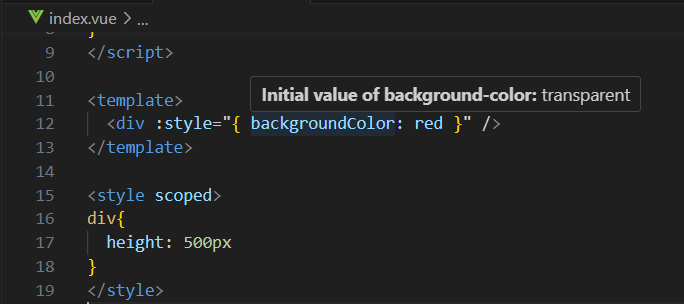 index.vue > ...
8 }
9 </script>
10
11 <template>
Initial value of background-color: transparent
12 <div :style="{ backgroundColor: red }" />
13 </template>
14
15 <style scoped>
16 div{
17 height: 500px
18 }
19 </style>